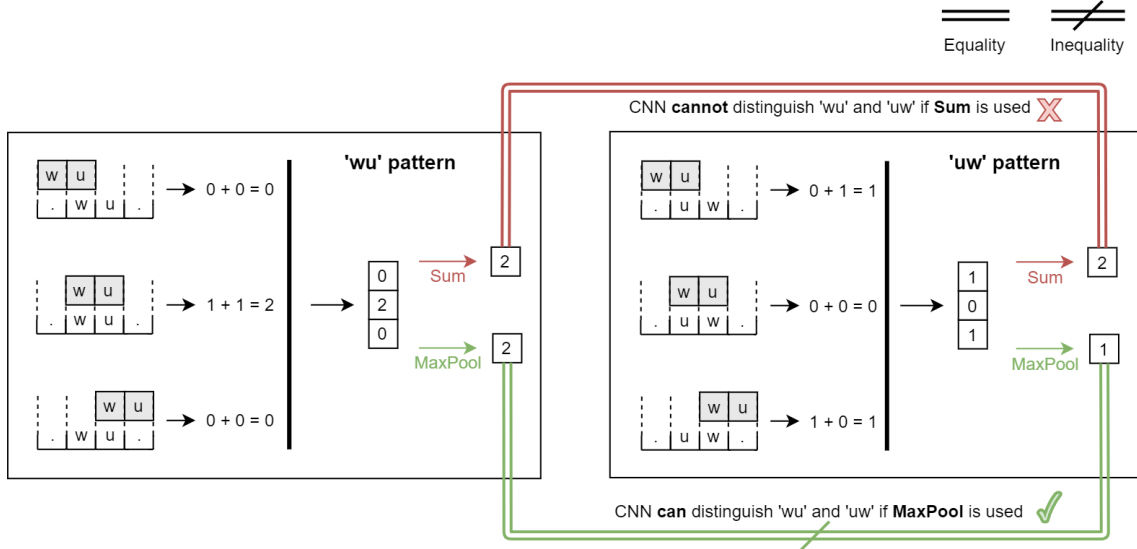 Equality Inequality
CNN cannot distinguish 'wu' and 'uw' if Sum is used X
'wu' pattern
w u
. w u .
0 + 0 = 0
w u
. w u .
1 + 1 = 2
w u
. w u .
0 + 0 = 0
0
2
0
Sum
2
MaxPool
2
'uw' pattern
w u
. u w .
0 + 1 = 1
w u
. u w .
0 + 0 = 0
w u
. u w .
1 + 0 = 1
1
0
1
Sum
2
MaxPool
1
CNN can distinguish 'wu' and 'uw' if MaxPool is used